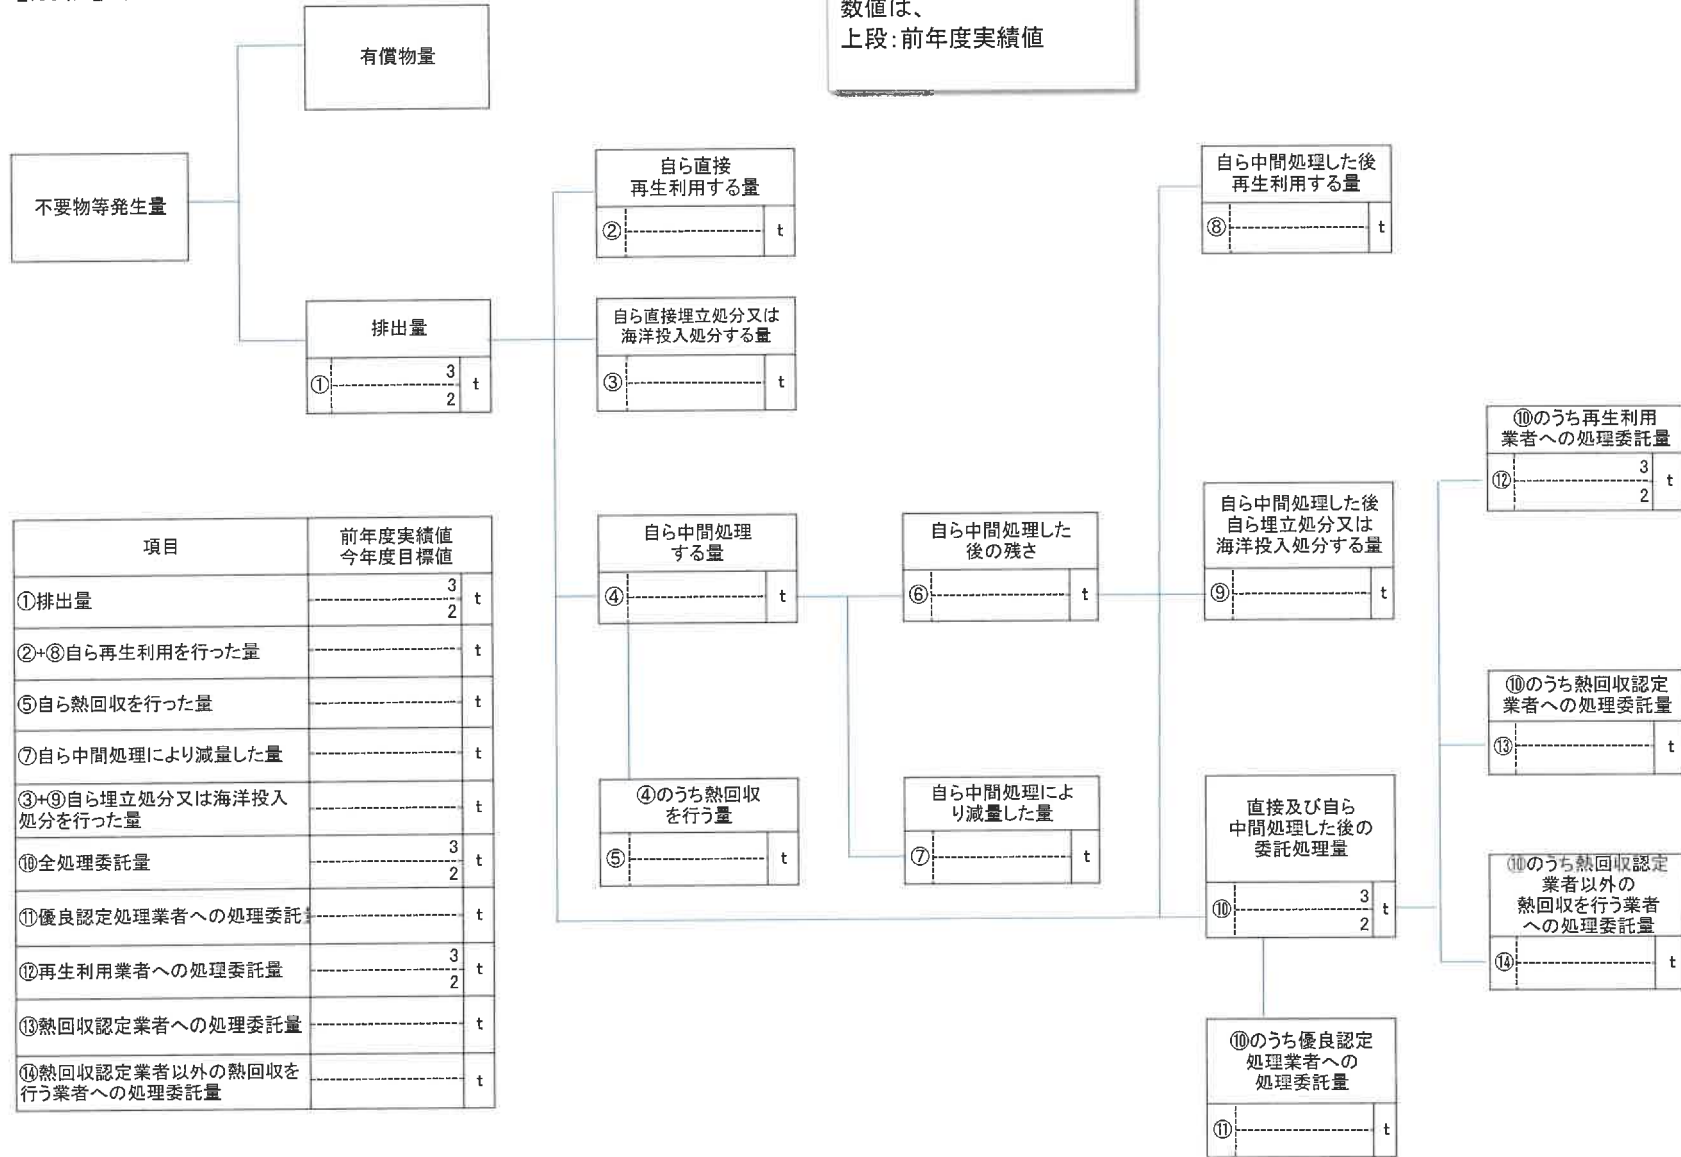 数値は、
上段:前年度実績値
有償物量
不要物等発生量
排出量
① 3 t
2
自ら直接
再生利用する量
② t
自ら直接埋立処分又は
海洋投入処分する量
③ t
自ら中間処理
する量
④ t
④のうち熱回収
を行う量
⑤ t
自ら中間処理した
後の残さ
⑥ t
自ら中間処理によ
り減量した量
⑦ t
自ら中間処理した後
再生利用する量
⑧ t
自ら中間処理した後
自ら埋立処分又は
海洋投入処分する量
⑨ t
直接及び自ら
中間処理した後の
委託処理量
⑩ 3 t
2
⑩のうち優良認定
処理業者への
処理委託量
⑪ t
⑩のうち再生利用
業者への処理委託量
⑫ 3 t
2
⑩のうち熱回収認定
業者への処理委託量
⑬ t
⑩のうち熱回収認定
業者以外の
熱回収を行う業者
への処理委託量
⑭ t
項目 前年度実績値
今年度目標値
①排出量 3 t
2
②+⑧自ら再生利用を行った量 t
⑤自ら熱回収を行った量 t
⑦自ら中間処理により減量した量 t
③+⑨自ら埋立処分又は海洋投入
処分を行った量 t
⑩全処理委託量 3 t
2
⑪優良認定処理業者への処理委託 t
⑫再生利用業者への処理委託量 3 t
2
⑬熱回収認定業者への処理委託量 t
⑭熱回収認定業者以外の熱回収を
行う業者への処理委託量 t